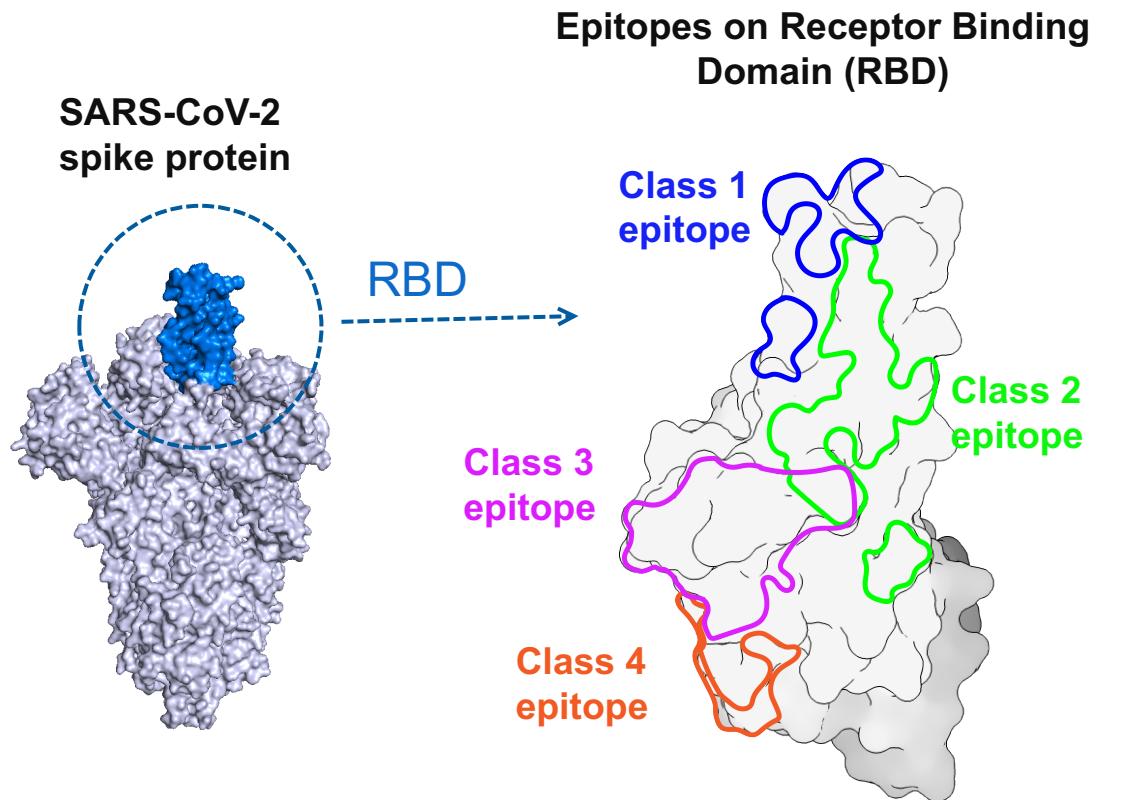 Epitopes on Receptor Binding
Domain (RBD)
SARS-CoV-2
spike protein
RBD
Class 1
epitope
Class 2
epitope
Class 3
epitope
Class 4
epitope